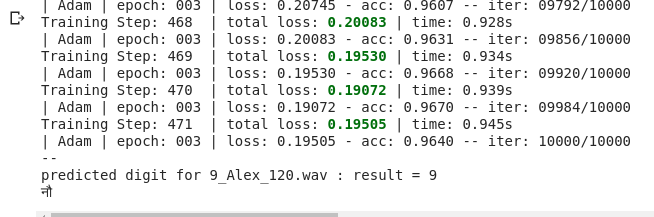 | Adam | epoch: 003 | loss: 0.20745 - acc: 0.9607 -- iter: 09792/10000
Training Step: 468  | total loss: 0.20083 | time: 0.928s
| Adam | epoch: 003 | loss: 0.20083 - acc: 0.9631 -- iter: 09856/10000
Training Step: 469  | total loss: 0.19530 | time: 0.934s
| Adam | epoch: 003 | loss: 0.19530 - acc: 0.9668 -- iter: 09920/10000
Training Step: 470  | total loss: 0.19072 | time: 0.939s
| Adam | epoch: 003 | loss: 0.19072 - acc: 0.9670 -- iter: 09984/10000
Training Step: 471  | total loss: 0.19505 | time: 0.945s
| Adam | epoch: 003 | loss: 0.19505 - acc: 0.9640 -- iter: 10000/10000
--
predicted digit for 9_Alex_120.wav : result = 9
नौ